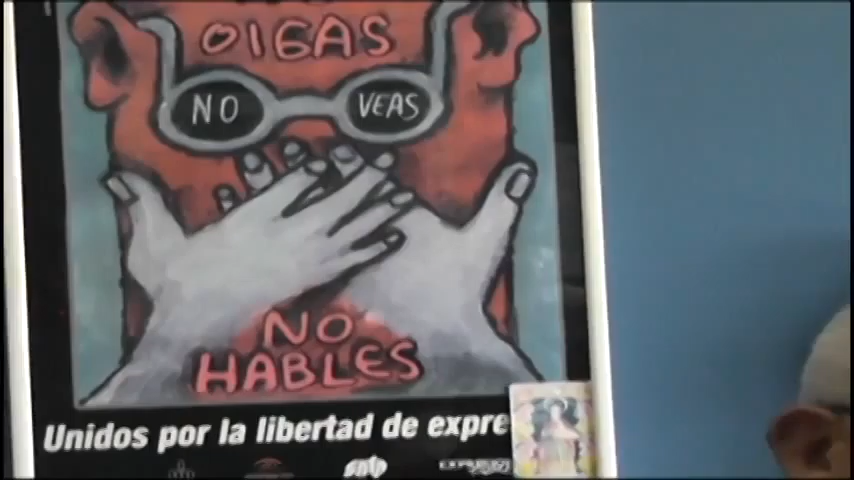 OIGAS
NO VEAS
NO
HABLES
Unidos por la libertad de expre